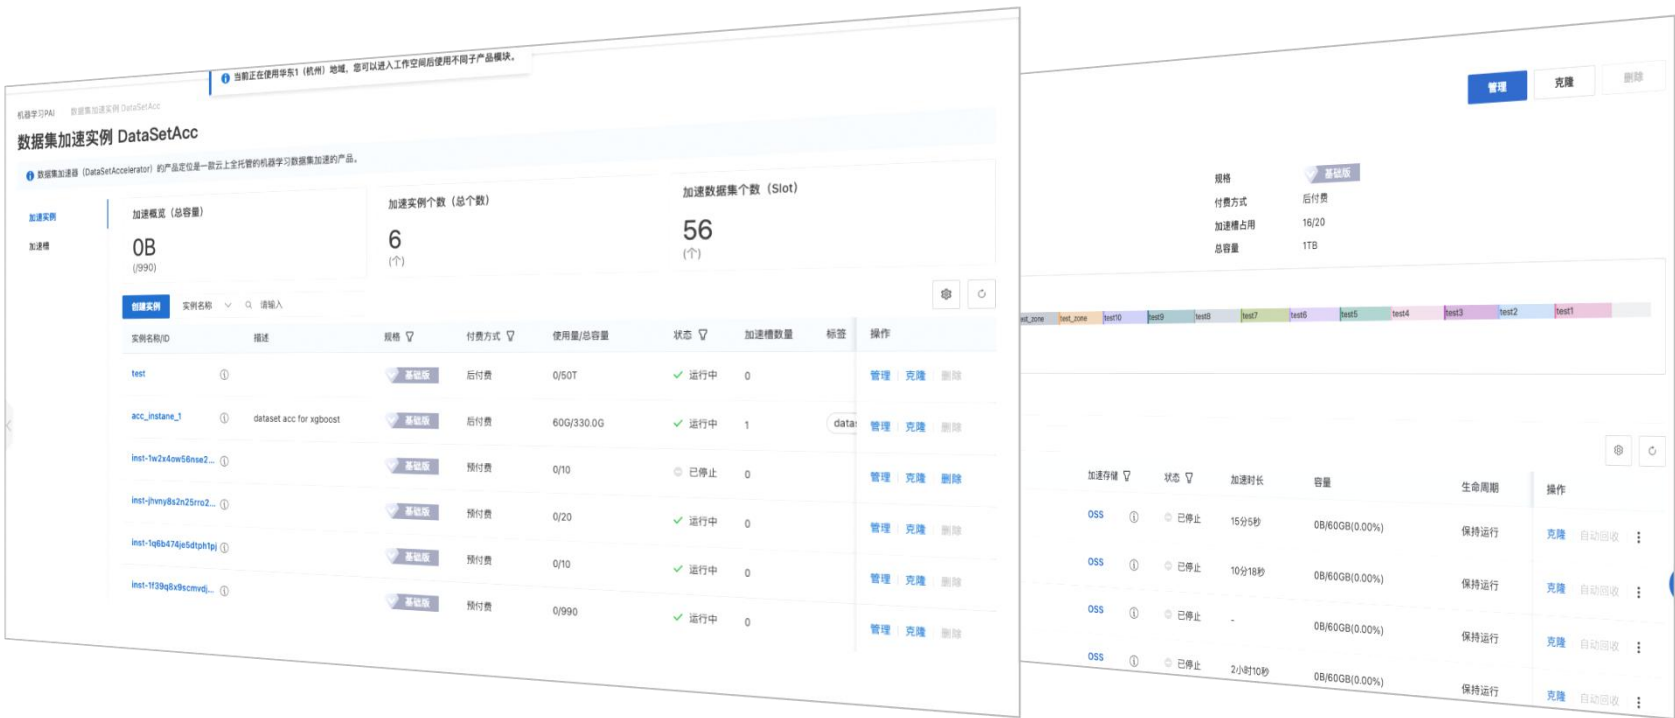 当前正在使用华东1（杭州）地域，您可以进入工作空间后使用不同子产品模块。
机器学习PAI 数据集加速实例 DataSetAcc
数据集加速实例 DataSetAcc
数据集加速器（DataSetAccelerator）的产品定位是一款云上全托管的机器学习数据集加速的产品。
加速实例
加速槽
加速概览（总容量）
0B
(/990)
加速实例个数（总个数）
6
(个)
加速数据集个数（Slot）
56
(个)
创建实例 实例名称 请输入
实例名称/ID 描述 规格 付费方式 使用量/总容量 状态 加速槽数量 标签 操作
test 基础版 后付费 0/50T 运行中 0 管理 克隆 删除
acc_instane_1 dataset acc for xgboost 基础版 后付费 60G/330.0G 运行中 1 data 管理 克隆 删除
inst-1w2x4ow56nse2... 基础版 预付费 0/10 已停止 0 管理 克隆 删除
inst-jhvny8s2n25rro2... 基础版 预付费 0/20 运行中 0 管理 克隆 删除
inst-1q6b474je5dtph1pj 基础版 预付费 0/10 运行中 0 管理 克隆 删除
inst-1f39q8x9scmvdj... 基础版 预付费 0/990 运行中 0 管理 克隆 删除
管理 克隆 删除
规格 基础版
付费方式 后付费
加速槽占用 16/20
总容量 1TB
est_zone test_zone test10 test9 test8 test7 test6 test5 test4 test3 test2 test1
加速存储 状态 加速时长 容量 生命周期 操作
OSS 已停止 15分5秒 0B/60GB(0.00%) 保持运行 克隆 自动回收
OSS 已停止 10分18秒 0B/60GB(0.00%) 保持运行 克隆 自动回收
OSS 已停止 - 0B/60GB(0.00%) 保持运行 克隆 自动回收
OSS 已停止 2小时10秒 0B/60GB(0.00%) 保持运行 克隆 自动回收